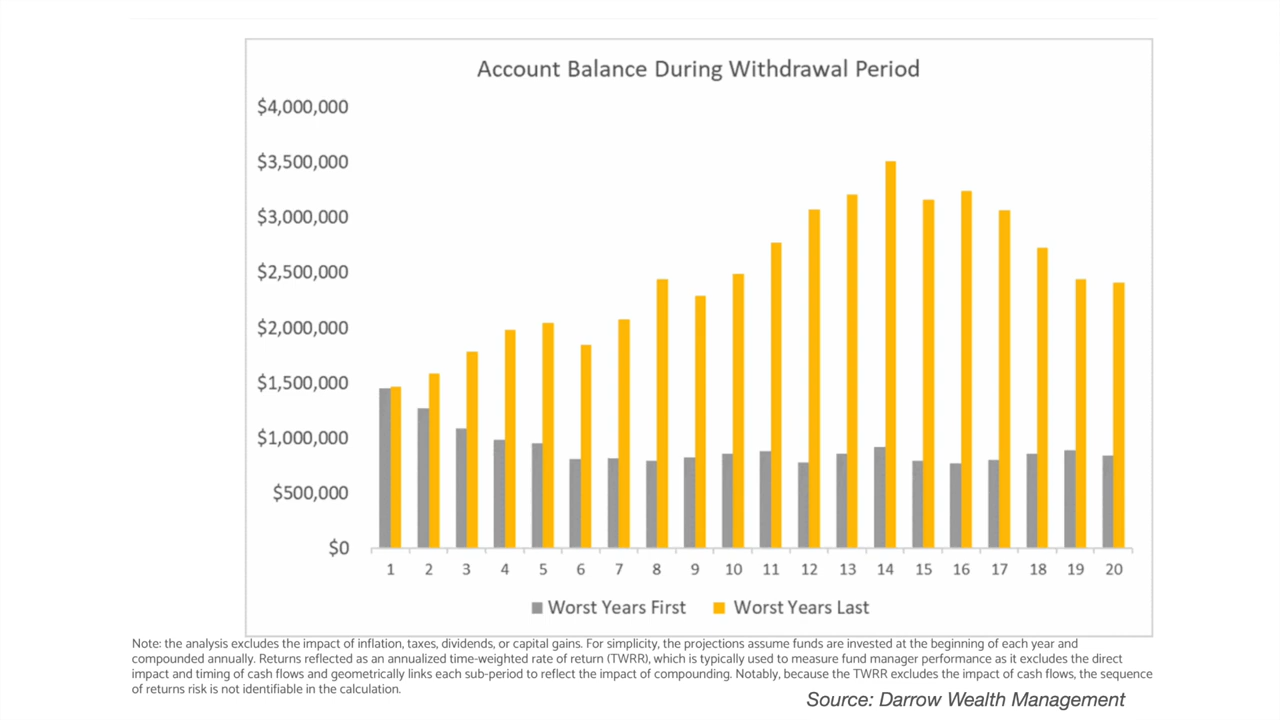 Account Balance During Withdrawal Period
$4,000,000
$3,500,000
$3,000,000
$2,500,000
$2,000,000
$1,500,000
$1,000,000
$500,000
$0
1 2 3 4 5 6 7 8 9 10 11 12 13 14 15 16 17 18 19 20
Worst Years First Worst Years Last
Note: the analysis excludes the impact of inflation, taxes, dividends, or capital gains. For simplicity, the projections assume funds are invested at the beginning of each year and
compounded annually. Returns reflected as an annualized time-weighted rate of return (TWRR), which is typically used to measure fund manager performance as it excludes the direct
impact and timing of cash flows and geometrically links each sub-period to reflect the impact of compounding. Notably, because the TWRR excludes the impact of cash flows, the sequence
of returns risk is not identifiable in the calculation.
Source: Darrow Wealth Management